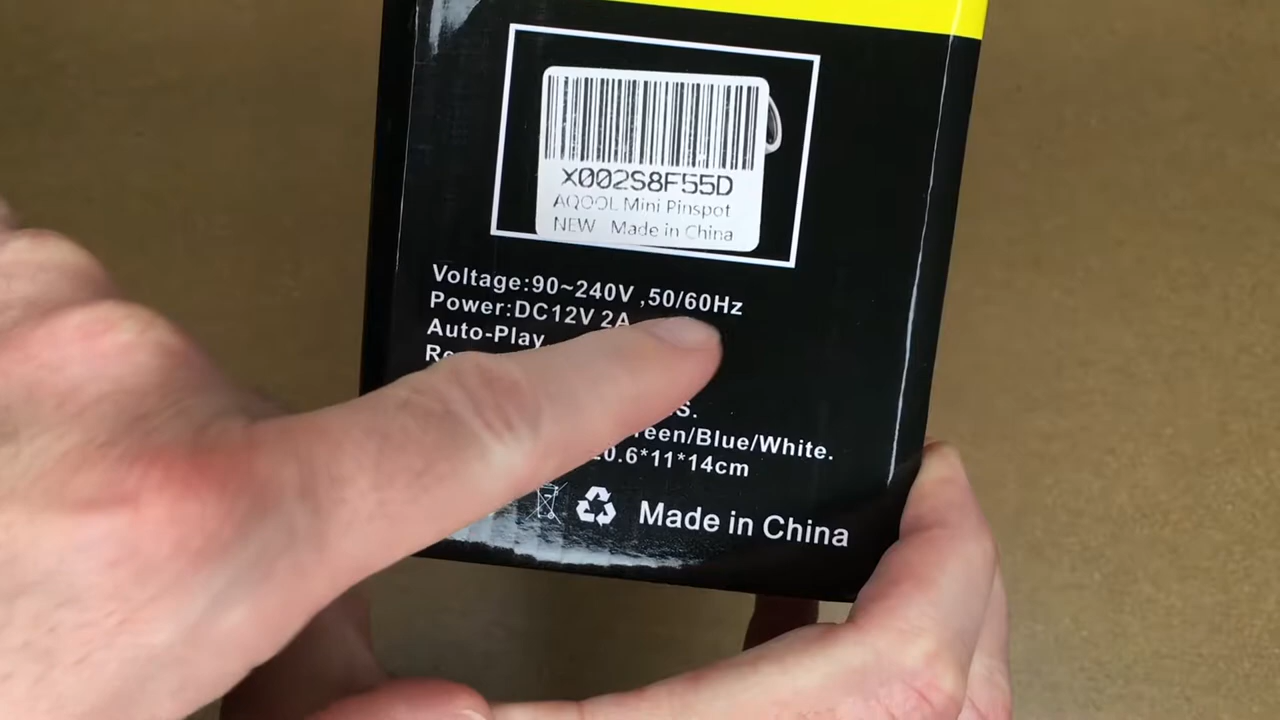 X002S8F55D
AQOOL Mini Pinspot
NEW Made in China
Voltage:90~240V ,50/60Hz
Power:DC12V 2A
Auto-Play
/Blue/White.
0.6*11*14cm
Made in China